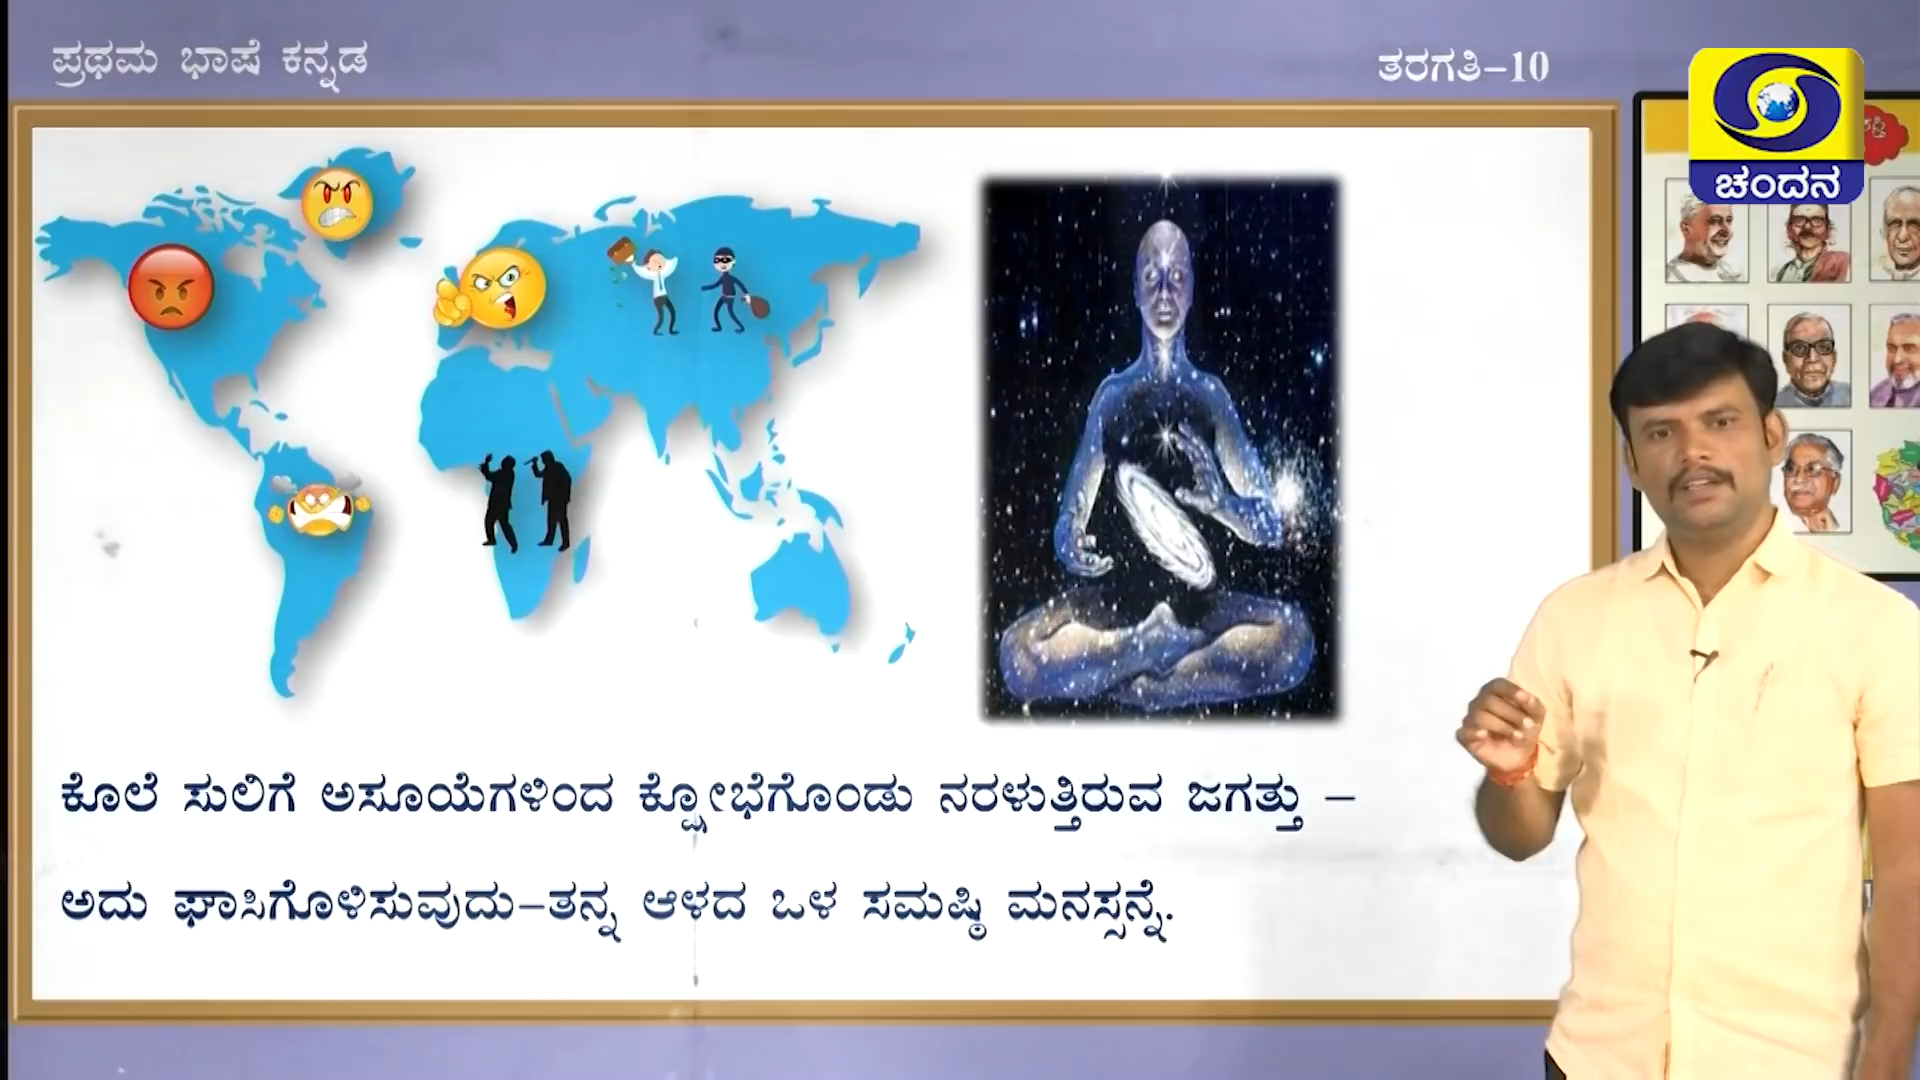 ಪ್ರಥಮ ಭಾಷೆ ಕನ್ನಡ
ತರಗತಿ-10
ಚಂದನ
ಕೊಲೆ ಸುಲಿಗೆ ಅಸೂಯೆಗಳಿಂದ ಕ್ಷೋಭೆಗೊಂಡು ನರಳುತ್ತಿರುವ ಜಗತ್ತು –
ಅದು ಘಾಸಿಗೊಳಿಸುವುದು–ತನ್ನ ಆಳದ ಒಳ ಸಮಷ್ಠಿ ಮನಸ್ಸನ್ನೆ.